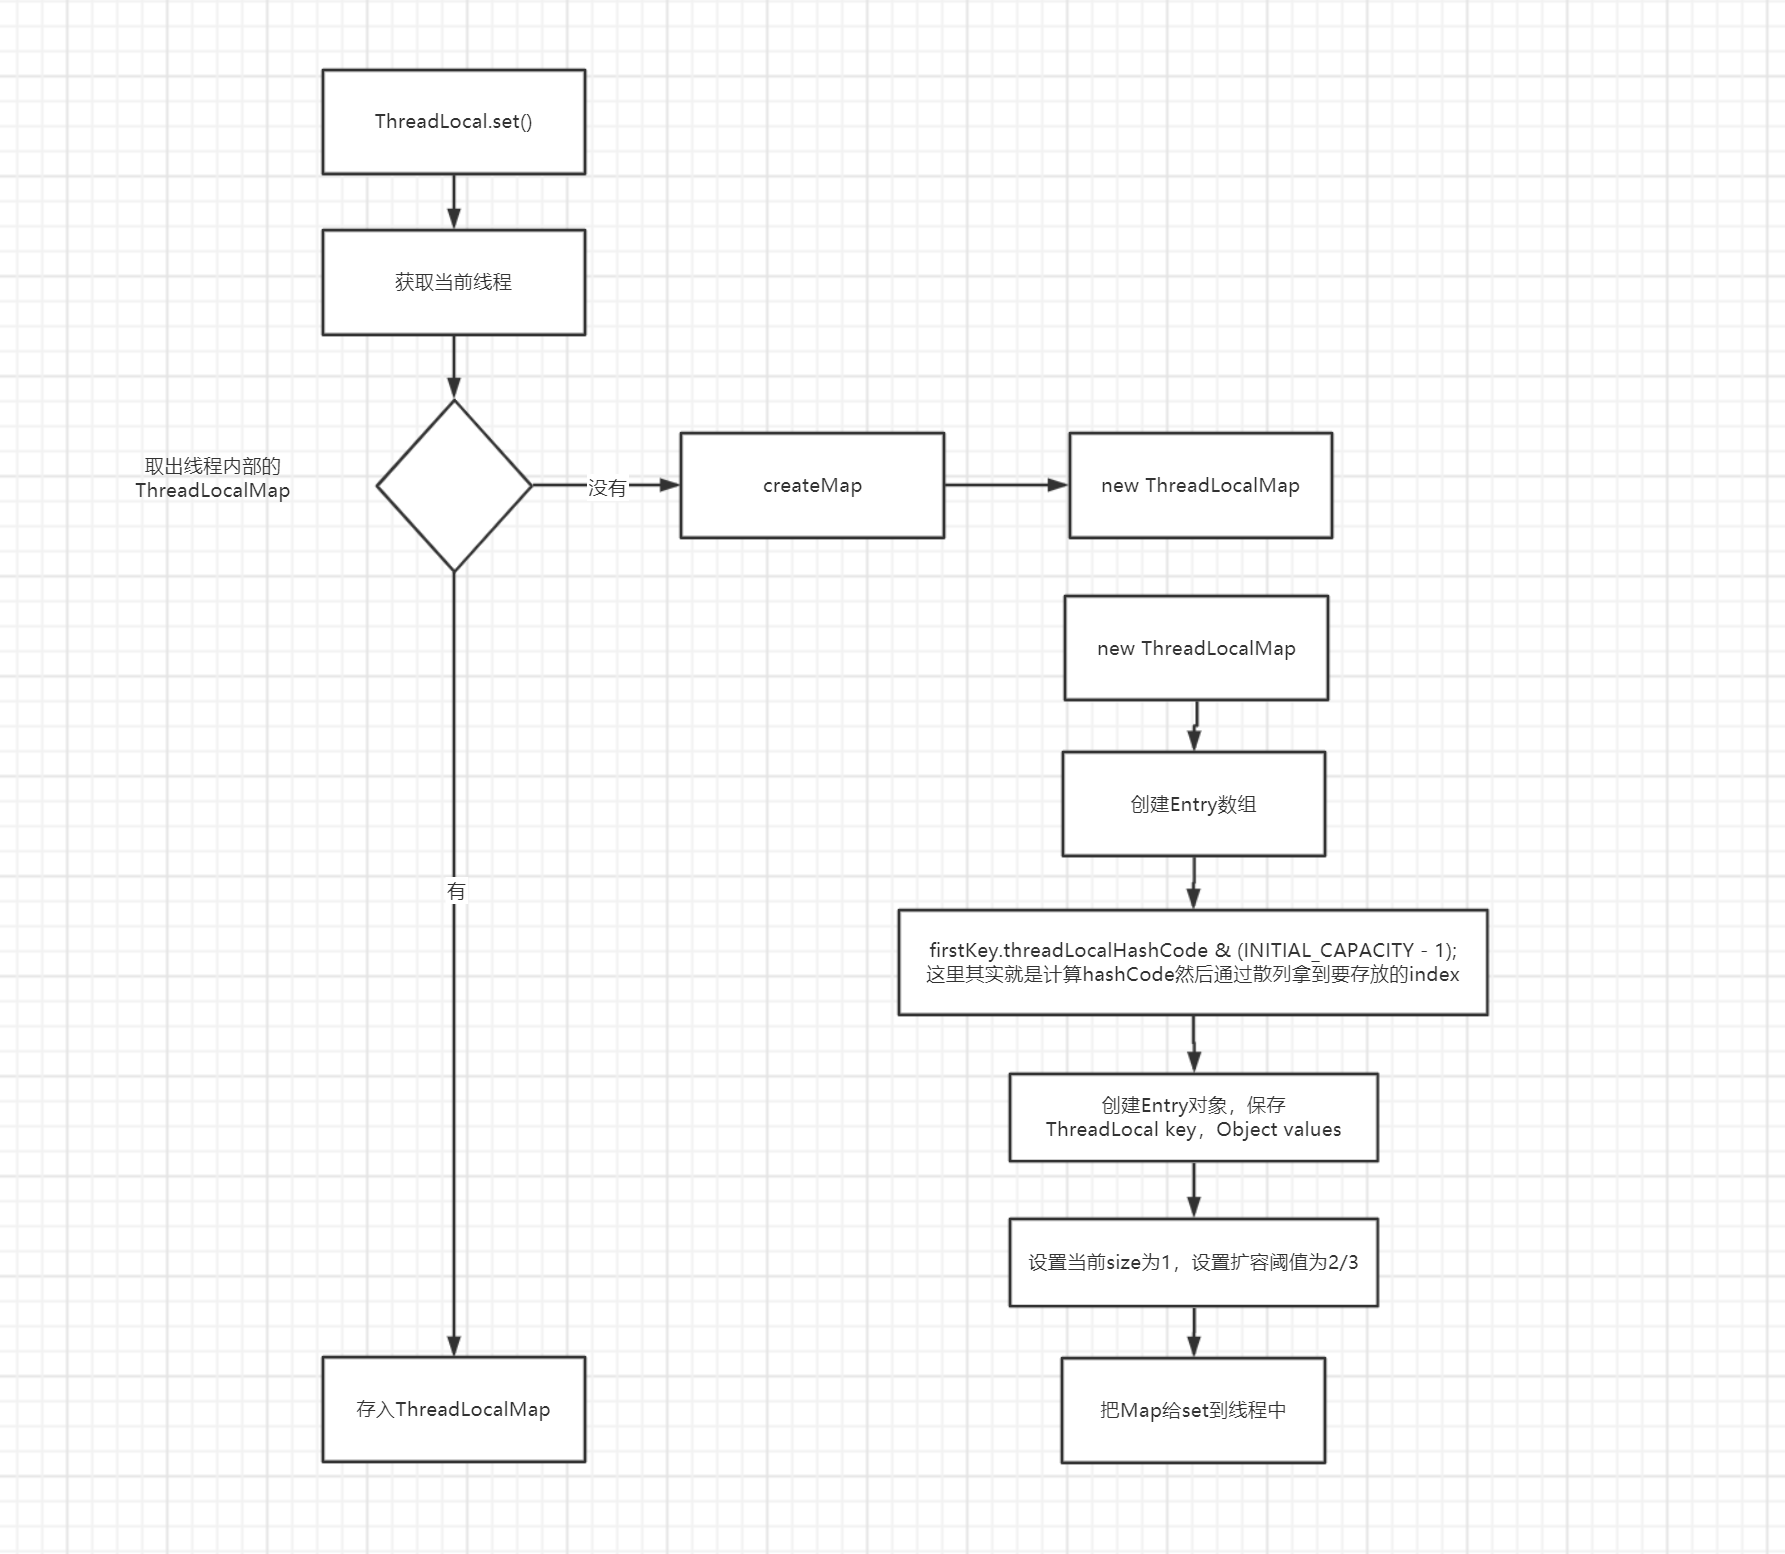 ThreadLocal.set()
获取当前线程
取出线程内部的
ThreadLocalMap
没有
createMap
new ThreadLocalMap
new ThreadLocalMap
创建Entry数组
有
firstKey.threadLocalHashCode & (INITIAL_CAPACITY - 1);
这里其实就是计算hashCode然后通过散列拿到要存放的index
创建Entry对象，保存
ThreadLocal key，Object values
设置当前size为1，设置扩容阈值为2/3
存入ThreadLocalMap
把Map给set到线程中